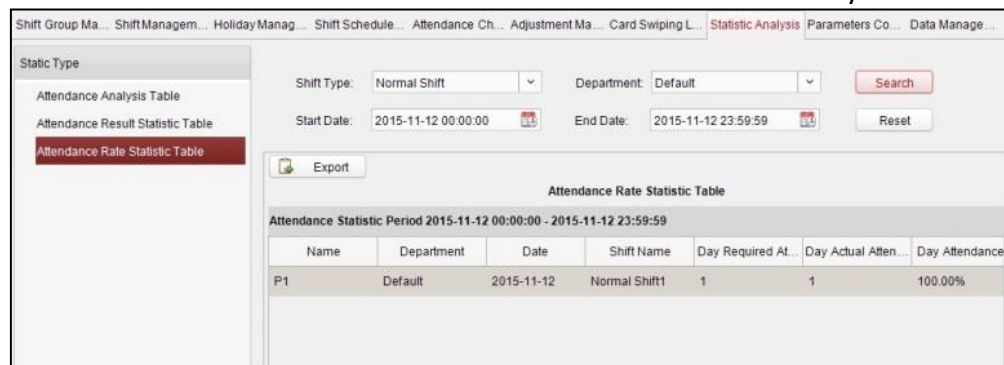 Shift Group Ma... Shift Managem... Holiday Manag... Shift Schedule... Attendance Ch... Adjustment Ma... Card Swiping L... Statistic Analysis Parameters Co... Data Manage...
Static Type
Attendance Analysis Table
Attendance Result Statistic Table
Attendance Rate Statistic Table
Shift Type: Normal Shift Department: Default Search
Start Date: 2015-11-12 00:00:00 End Date: 2015-11-12 23:59:59 Reset
Export
Attendance Rate Statistic Table
Attendance Statistic Period 2015-11-12 00:00:00 - 2015-11-12 23:59:59
Name Department Date Shift Name Day Required At... Day Actual Atten... Day Attendance
P1 Default 2015-11-12 Normal Shift1 1 1 100.00%